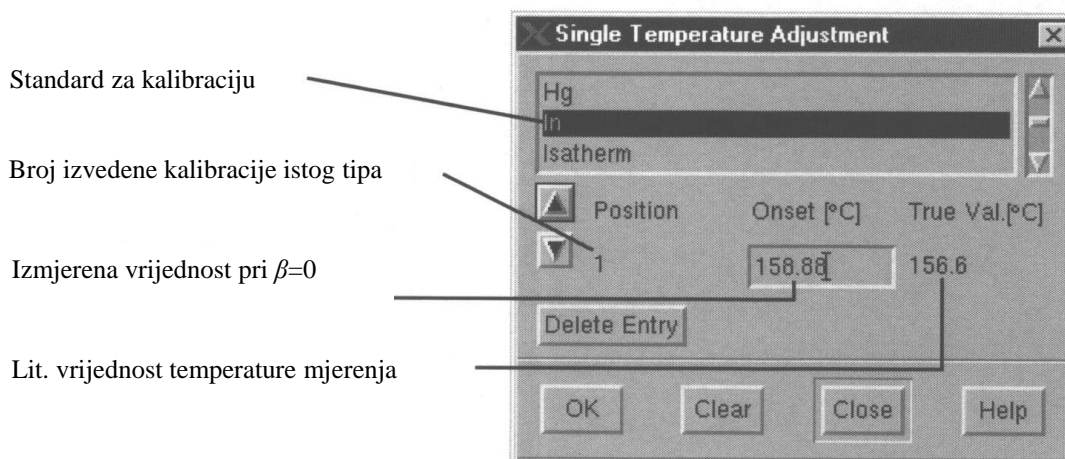 Single Temperature Adjustment
Standard za kalibraciju
Hg
In
Isatherm
Broj izvedene kalibracije istog tipa
Position Onset [°C] True Val.[°C]
Izmjerena vrijednost pri β=0
1 158.88 156.6
Delete Entry
Lit. vrijednost temperature mjerenja
OK Clear Close Help